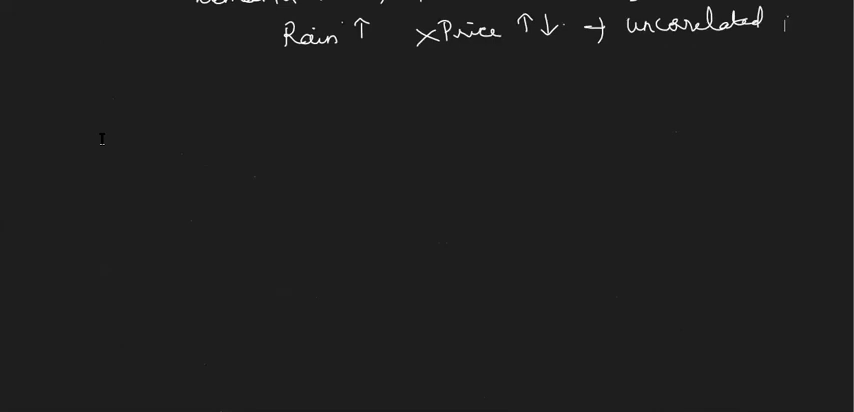 Rain ↑ × Price ↑ ↓ → uncorrelated